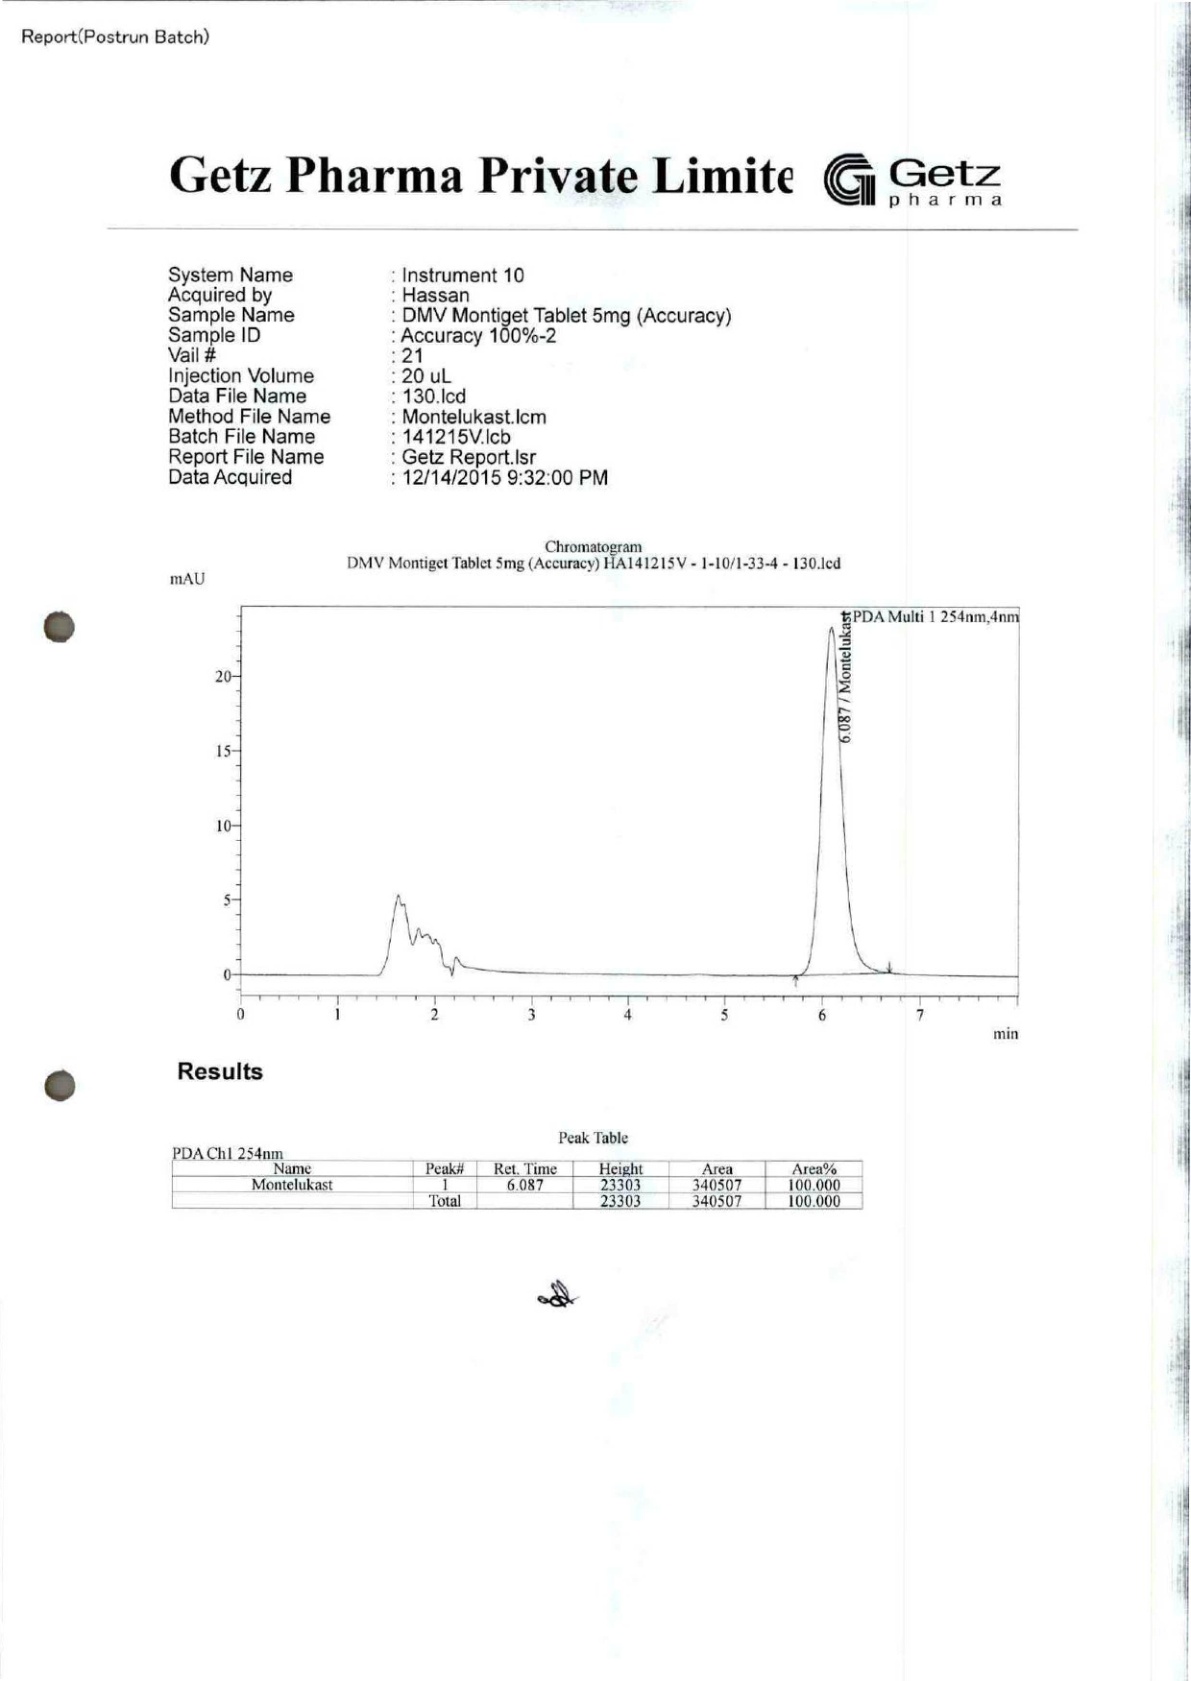 Report(Postrun Batch)
Getz Pharma Private Limite
Getz
pharma
System Name : Instrument 10
Acquired by : Hassan
Sample Name : DMV Montiget Tablet 5mg (Accuracy)
Sample ID : Accuracy 100%-2
Vail # : 21
Injection Volume : 20 uL
Data File Name : 130.lcd
Method File Name : Montelukast.lcm
Batch File Name : 141215V.lcb
Report File Name : Getz Report.lsr
Data Acquired : 12/14/2015 9:32:00 PM
Chromatogram
DMV Montiget Tablet 5mg (Accuracy) HA141215V - 1-10/1-33-4 - 130.lcd
mAU
PDA Multi 1 254nm,4nm
6.087 / Montelukast
20
15
10
5
0
0 1 2 3 4 5 6 7
min
Results
Peak Table
PDA Ch1 254nm
Name Peak# Ret. Time Height Area Area%
Montelukast 1 6.087 23303 340507 100.000
Total 23303 340507 100.000